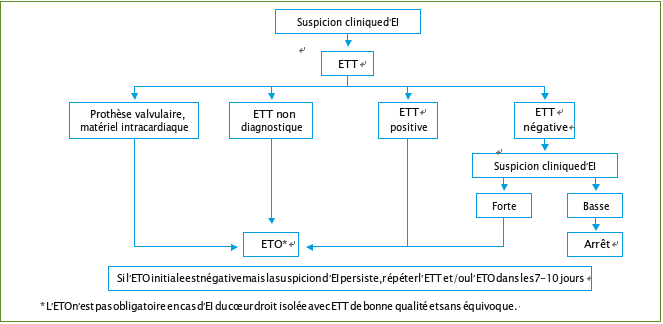 Suspicion clinique d'EI
ETT
Prothèse valvulaire,
matériel intracardiaque
ETT non
diagnostique
ETT
positive
ETT
négative
Suspicion clinique d'EI
Forte
Basse
ETO*
Arrêt
Si l'ETO initiale est négative mais la suspicion d'EI persiste, répéter l'ETT et/ou l'ETO dans les 7-10 jours
* L'ETO n'est pas obligatoire en cas d'EI du cœur droit isolée avec ETT de bonne qualité et sans équivoque.